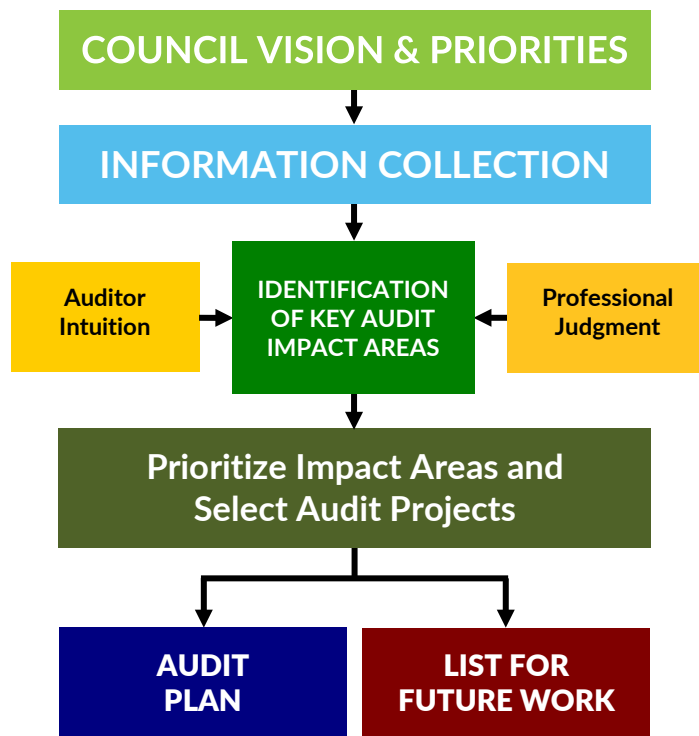 COUNCIL VISION & PRIORITIES
INFORMATION COLLECTION
Auditor
Intuition
IDENTIFICATION
OF KEY AUDIT
IMPACT AREAS
Professional
Judgment
Prioritize Impact Areas and
Select Audit Projects
AUDIT
PLAN
LIST FOR
FUTURE WORK